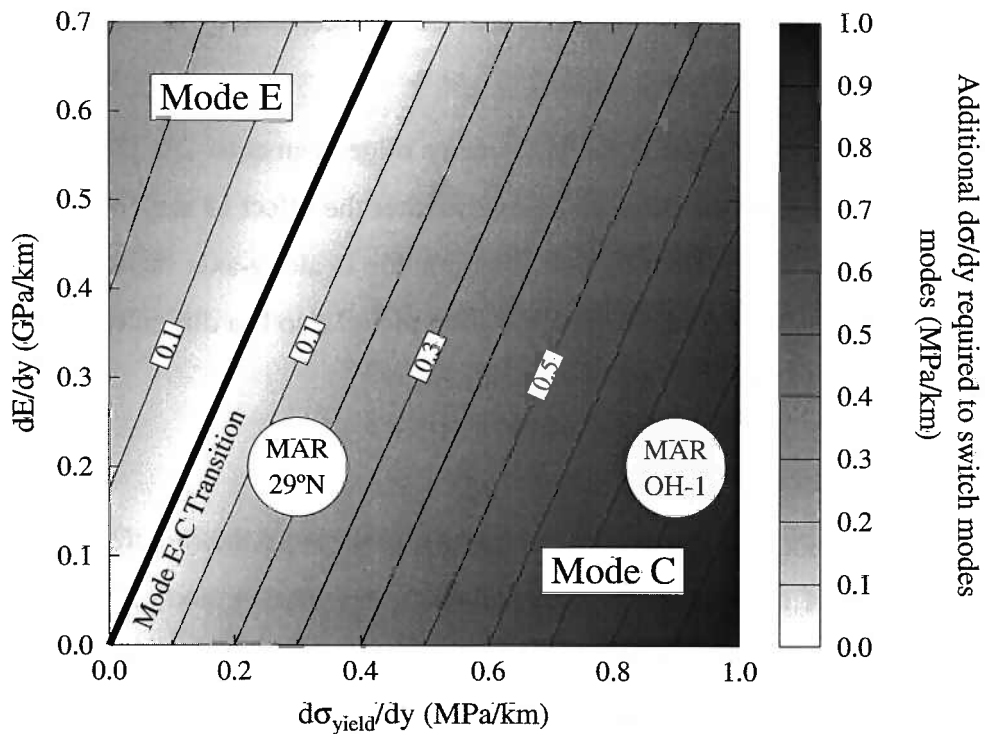 0.7
0.6
0.5
0.4
0.3
0.2
0.1
0.0
dE/dy (GPa/km)
Mode E
0.1
0.1
0.3
0.5
Mode E-C Transition
MAR
29°N
MAR
OH-1
Mode C
0.0 0.2 0.4 0.6 0.8 1.0
dσyield/dy (MPa/km)
1.0
0.9
0.8
0.7
0.6
0.5
0.4
0.3
0.2
0.1
0.0
Additional dσ/dy required to switch modes
modes (MPa/km)